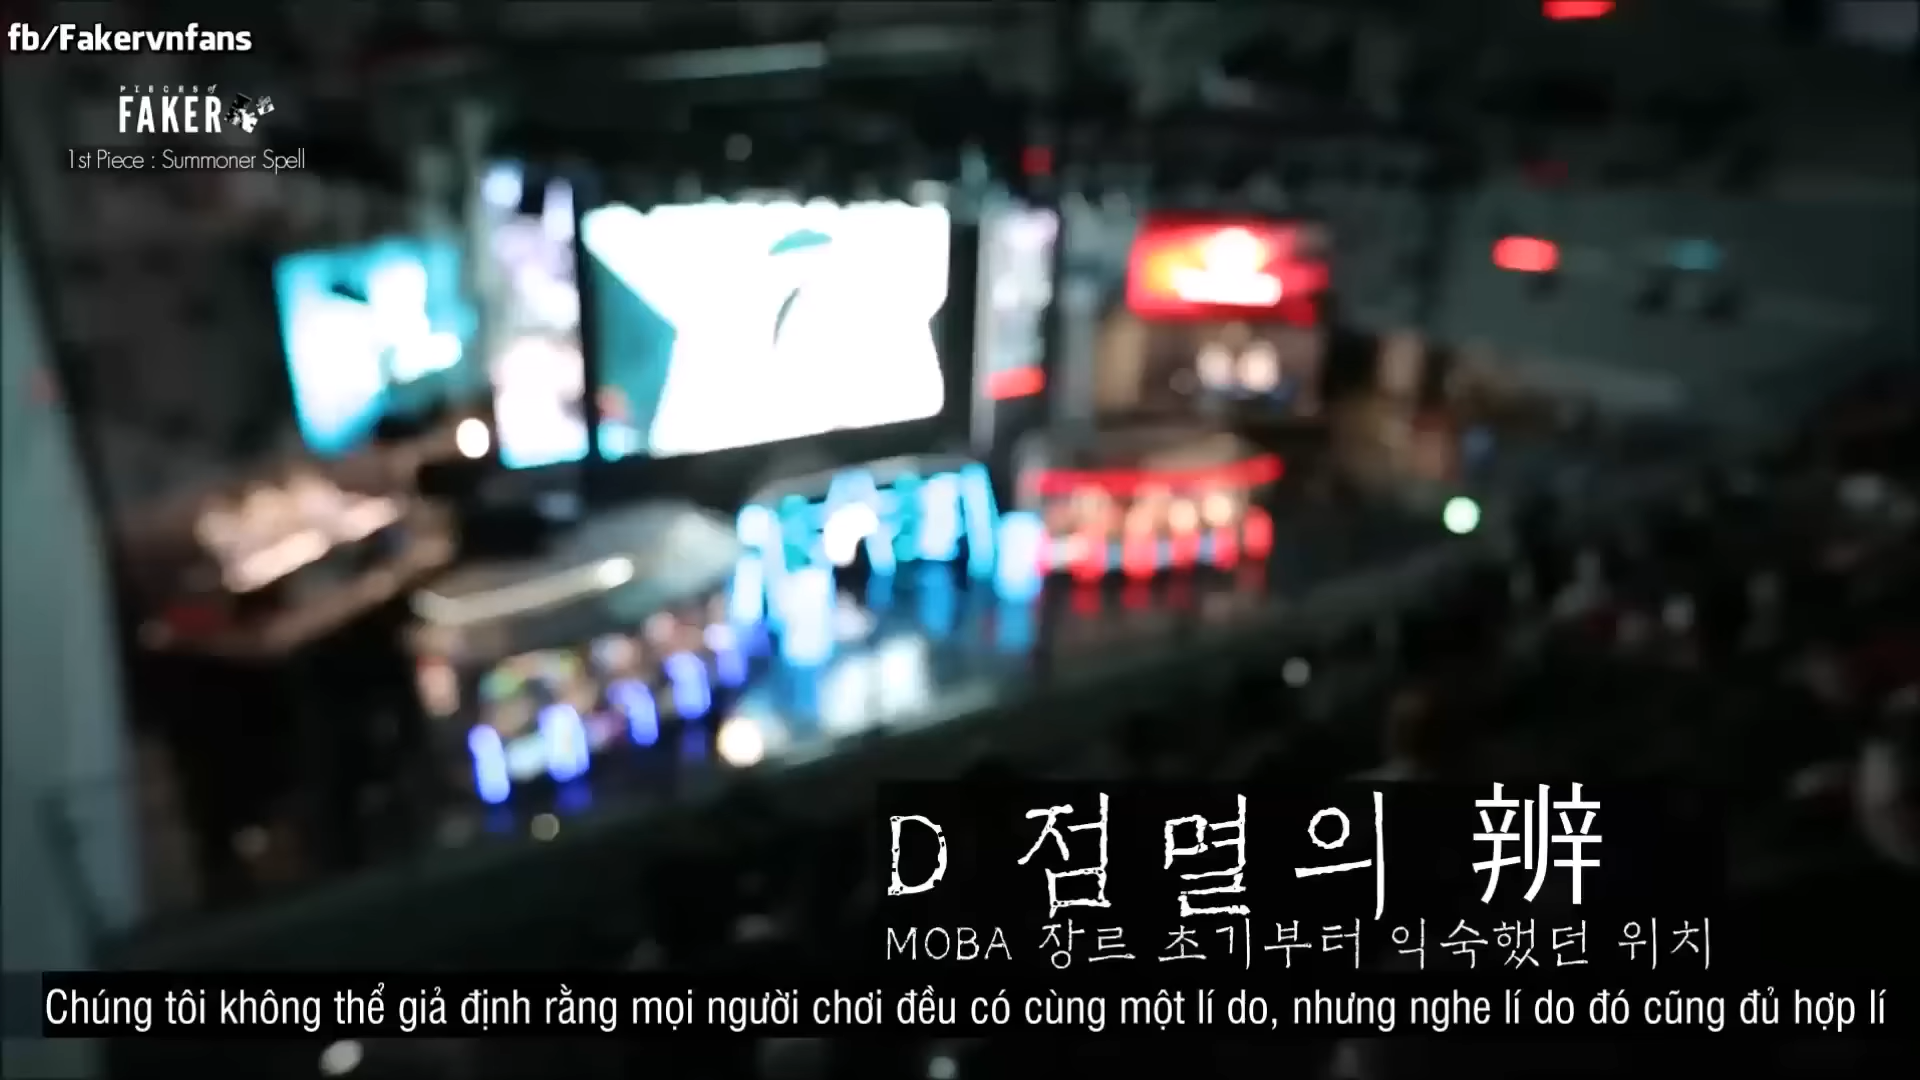 fb/Fakervnfans
PIECES of
FAKER
1st Piece : Summoner Spell
D 점멸의 辨
MOBA 장르 초기부터 익숙했던 위치
Chúng tôi không thể giả định rằng mọi người chơi đều có cùng một lí do, nhưng nghe lí do đó cũng đủ hợp lí